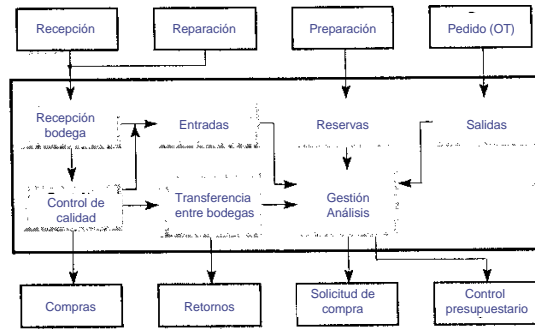 Recepción
Reparación
Preparación
Pedido (OT)
Recepción
bodega
Entradas
Reservas
Salidas
Control de
calidad
Transferencia
entre bodegas
Gestión
Análisis
Compras
Retornos
Solicitud de
compra
Control
presupuestario